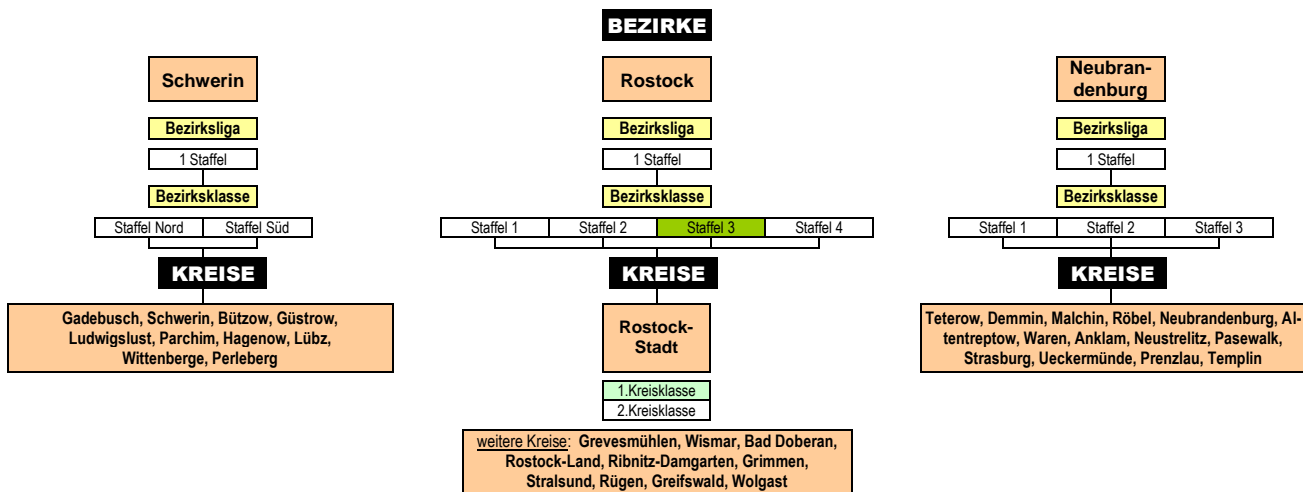 BEZIRKE
Schwerin
Rostock
Neubran-
denburg
Bezirksliga
Bezirksliga
Bezirksliga
1 Staffel
1 Staffel
1 Staffel
Bezirksklasse
Bezirksklasse
Bezirksklasse
Staffel Nord
Staffel Süd
Staffel 1
Staffel 2
Staffel 3
Staffel 4
Staffel 1
Staffel 2
Staffel 3
KREISE
KREISE
KREISE
Gadebusch, Schwerin, Bützow, Güstrow,
Ludwigslust, Parchim, Hagenow, Lübz,
Wittenberge, Perleberg
Rostock-
Stadt
Teterow, Demmin, Malchin, Röbel, Neubrandenburg, Al-
tentreptow, Waren, Anklam, Neustrelitz, Pasewalk,
Strasburg, Ueckermünde, Prenzlau, Templin
1.Kreisklasse
2.Kreisklasse
weitere Kreise: Grevesmühlen, Wismar, Bad Doberan,
Rostock-Land, Ribnitz-Damgarten, Grimmen,
Stralsund, Rügen, Greifswald, Wolgast